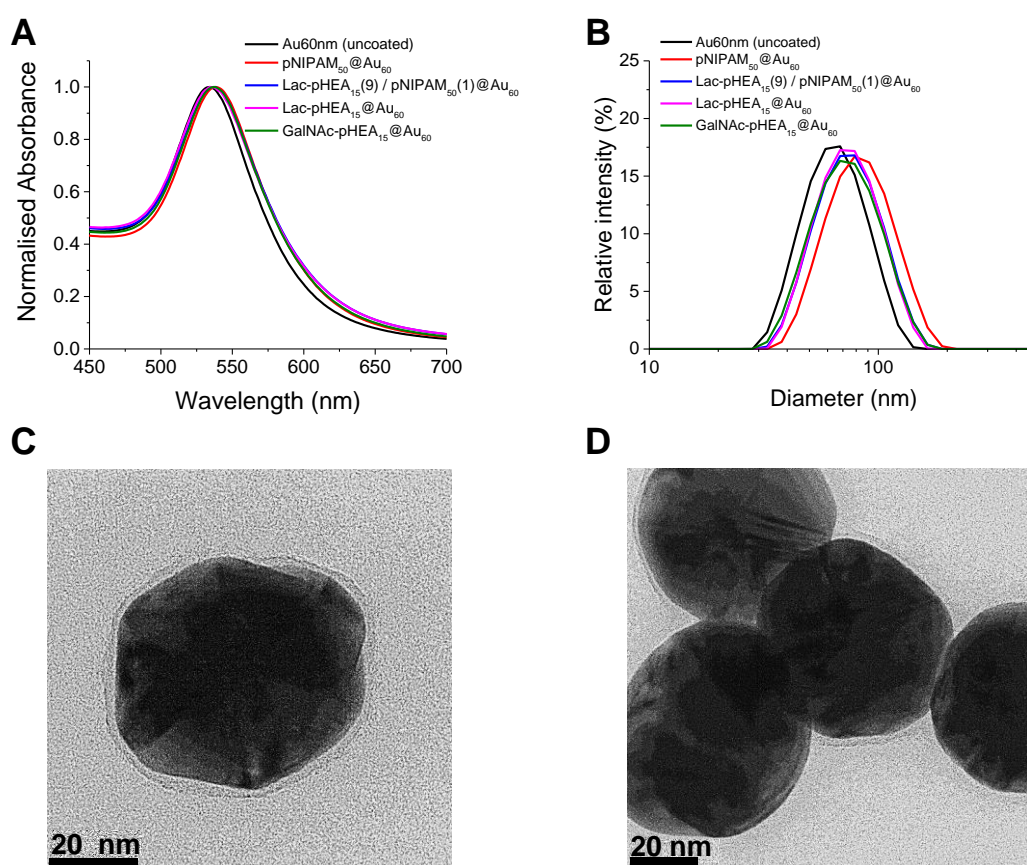 A
Au60nm (uncoated)
pNIPAM₅₀@Au₆₀
Lac-pHEA₁₅(9) / pNIPAM₅₀(1)@Au₆₀
Lac-pHEA₁₅@Au₆₀
GalNAc-pHEA₁₅@Au₆₀
Normalised Absorbance
1.0
0.8
0.6
0.4
0.2
0.0
450 500 550 600 650 700
Wavelength (nm)
B
Au60nm (uncoated)
pNIPAM₅₀@Au₆₀
Lac-pHEA₁₅(9) / pNIPAM₅₀(1)@Au₆₀
Lac-pHEA₁₅@Au₆₀
GalNAc-pHEA₁₅@Au₆₀
Relative intensity (%)
25
20
15
10
5
0
10 100
Diameter (nm)
C
20 nm
D
20 nm